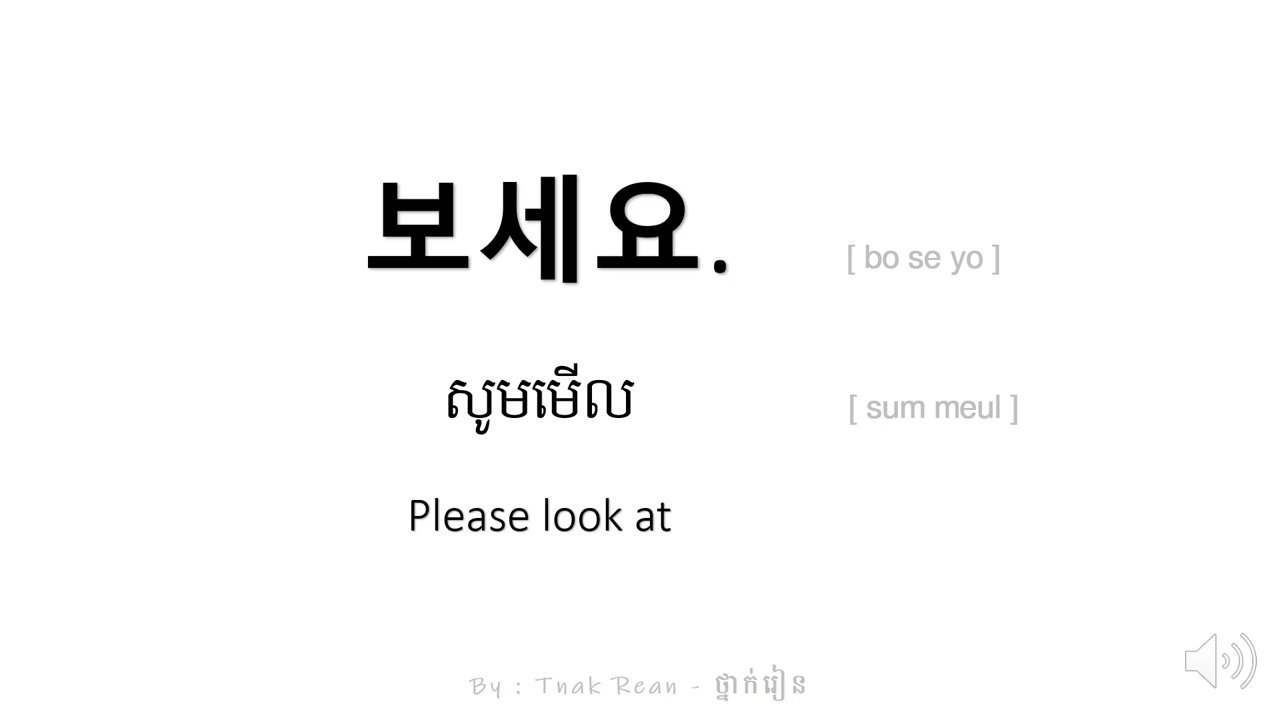 보세요. [ bo se yo ]
សូមមើល [ sum meul ]
Please look at
By : Tnak Rean - ថ្នាក់រៀន